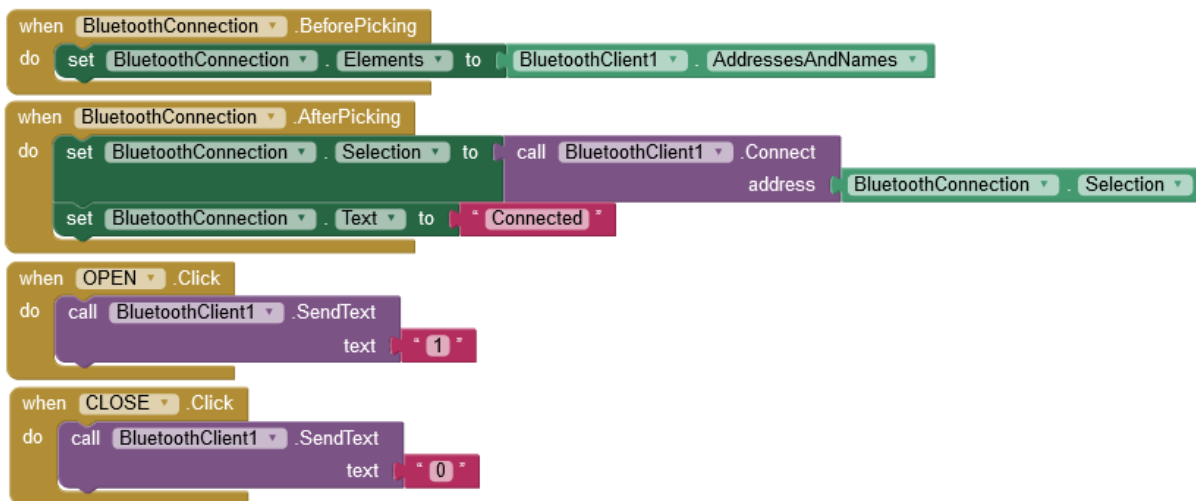 when BluetoothConnection .BeforePicking
do set BluetoothConnection . Elements to BluetoothClient1 . AddressesAndNames
when BluetoothConnection .AfterPicking
do set BluetoothConnection . Selection to call BluetoothClient1 .Connect
address BluetoothConnection . Selection
set BluetoothConnection . Text to “ Connected ”
when OPEN .Click
do call BluetoothClient1 .SendText
text “ 1 ”
when CLOSE .Click
do call BluetoothClient1 .SendText
text “ 0 ”